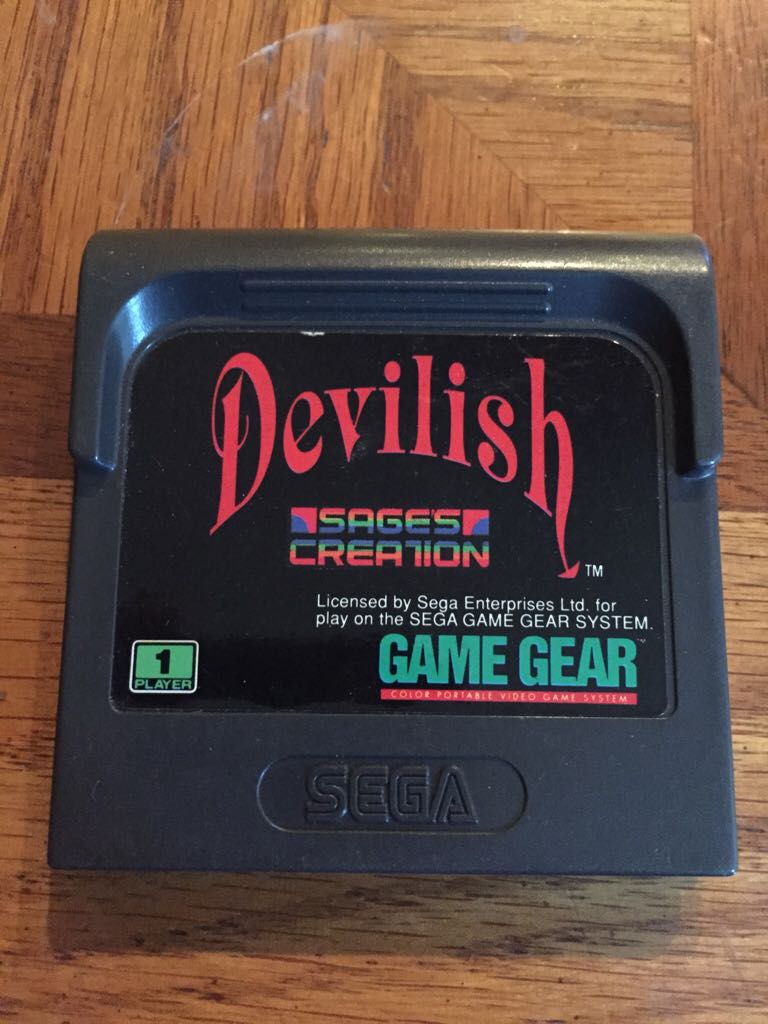 Devilish
SAGE'S
CREATION
TM
Licensed by Sega Enterprises Ltd. for
play on the SEGA GAME GEAR SYSTEM.
1
PLAYER
GAME GEAR
TM
COLOR PORTABLE VIDEO GAME SYSTEM
SEGA